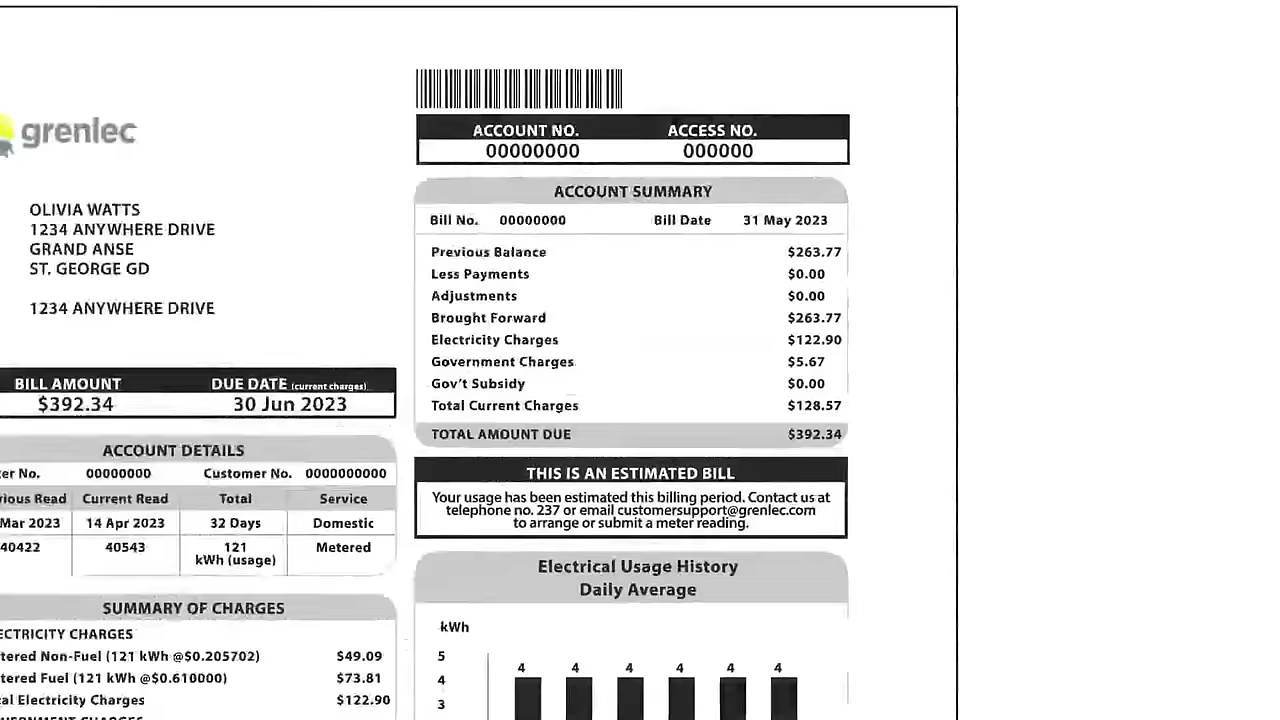 grenlec
OLIVIA WATTS
1234 ANYWHERE DRIVE
GRAND ANSE
ST. GEORGE GD
1234 ANYWHERE DRIVE
BILL AMOUNT DUE DATE (current charges)
$392.34 30 Jun 2023
ACCOUNT DETAILS
er No. 00000000 Customer No. 0000000000
ious Read Current Read Total Service
Mar 2023 14 Apr 2023 32 Days Domestic
40422 40543 121 Metered
kWh (usage)
SUMMARY OF CHARGES
ECTRICITY CHARGES
tered Non-Fuel (121 kWh @$0.205702) $49.09
tered Fuel (121 kWh @$0.610000) $73.81
al Electricity Charges $122.90
ACCOUNT NO. ACCESS NO.
00000000 000000
ACCOUNT SUMMARY
Bill No. 00000000 Bill Date 31 May 2023
Previous Balance $263.77
Less Payments $0.00
Adjustments $0.00
Brought Forward $263.77
Electricity Charges $122.90
Government Charges $5.67
Gov't Subsidy $0.00
Total Current Charges $128.57
TOTAL AMOUNT DUE $392.34
THIS IS AN ESTIMATED BILL
Your usage has been estimated this billing period. Contact us at
telephone no. 237 or email customersupport@grenlec.com
to arrange or submit a meter reading.
Electrical Usage History
Daily Average
kWh
5
4 4 4 4 4 4
4
3